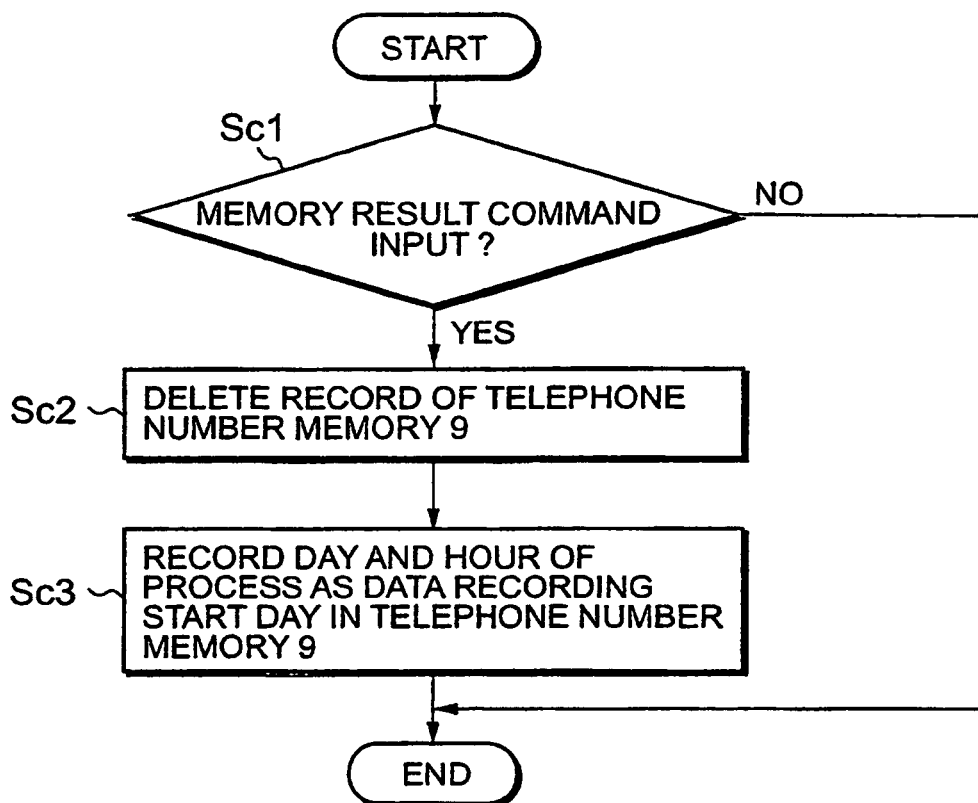 START
Sc1
MEMORY RESULT COMMAND
INPUT ?
NO
YES
Sc2
DELETE RECORD OF TELEPHONE
NUMBER MEMORY 9
Sc3
RECORD DAY AND HOUR OF
PROCESS AS DATA RECORDING
START DAY IN TELEPHONE NUMBER
MEMORY 9
END